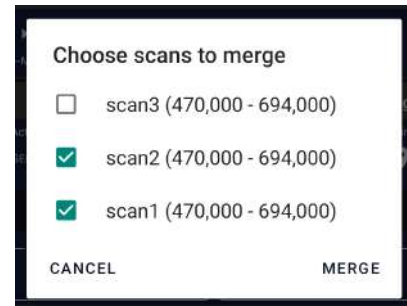 Choose scans to merge
scan3 (470,000 - 694,000)
scan2 (470,000 - 694,000)
scan1 (470,000 - 694,000)
CANCEL MERGE